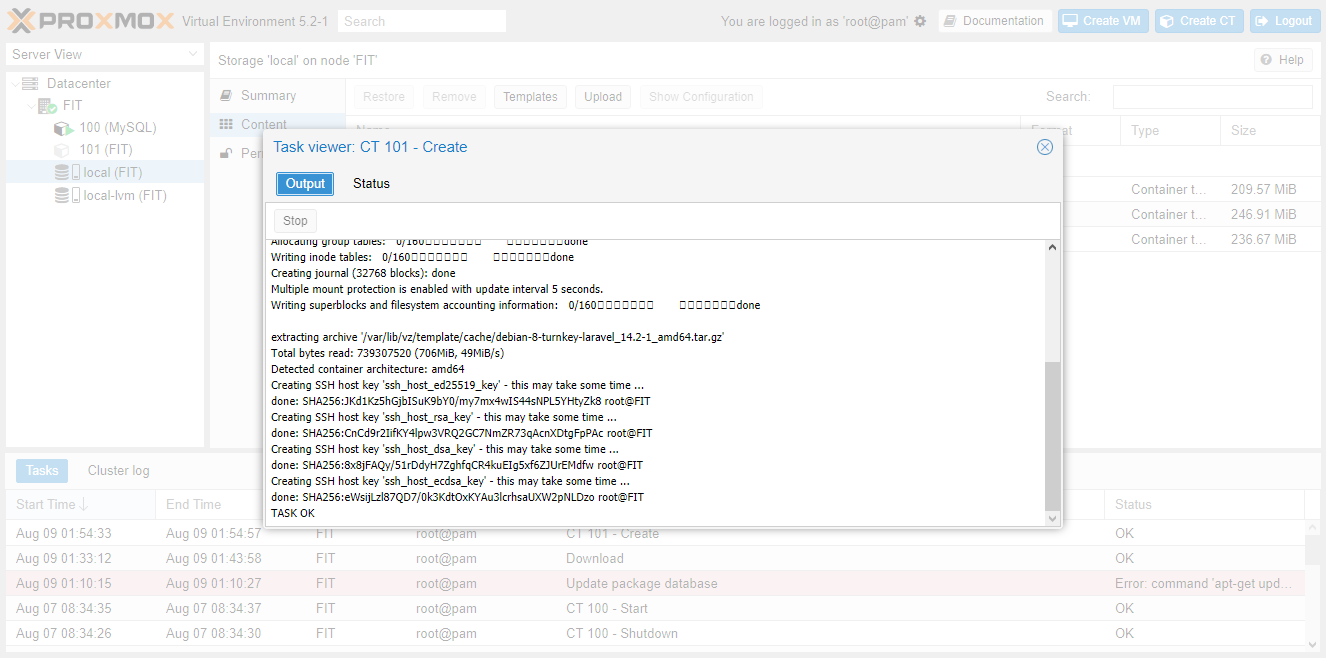 PROXMOX Virtual Environment 5.2-1 Search You are logged in as 'root@pam' Documentation Create VM Create CT Logout
Server View
Storage 'local' on node 'FIT' Help
Datacenter
FIT
100 (MySQL)
101 (FIT)
local (FIT)
local-lvm (FIT)
Summary
Content
Restore Remove Templates Upload Show Configuration Search:
Type Size
Container t... 209.57 MiB
Container t... 246.91 MiB
Container t... 236.67 MiB
Task viewer: CT 101 - Create
Output Status
Stop
Allocating group tables: 0/160 done
Writing inode tables: 0/160 done
Creating journal (32768 blocks): done
Multiple mount protection is enabled with update interval 5 seconds.
Writing superblocks and filesystem accounting information: 0/160 done
extracting archive '/var/lib/vz/template/cache/debian-8-turnkey-laravel_14.2-1_amd64.tar.gz'
Total bytes read: 739307520 (706MiB, 49MiB/s)
Detected container architecture: amd64
Creating SSH host key 'ssh_host_ed25519_key' - this may take some time ...
done: SHA256:JKd1Kz5hGjbISuK9bY0/my7mx4wIS44sNPL5YHtyZk8 root@FIT
Creating SSH host key 'ssh_host_rsa_key' - this may take some time ...
done: SHA256:CnCd9r2IifKY4lpw3VRQ2GC7NmZR73qAcnXDtgFpPAc root@FIT
Creating SSH host key 'ssh_host_dsa_key' - this may take some time ...
done: SHA256:8x8jFAQy/51rDdyH7ZghfqCR4kuEIg5xf6ZJUrEMdfw root@FIT
Creating SSH host key 'ssh_host_ecdsa_key' - this may take some time ...
done: SHA256:eWsijLzl87QD7/0k3KdtOxKYAu3lcrhsaUXW2pNLDzo root@FIT
TASK OK
Tasks Cluster log
Start Time End Time Status
Aug 09 01:54:33 Aug 09 01:54:57 FIT root@pam CT 101 - Create OK
Aug 09 01:33:12 Aug 09 01:43:58 FIT root@pam Download OK
Aug 09 01:10:15 Aug 09 01:10:27 FIT root@pam Update package database Error: command 'apt-get upd...
Aug 07 08:34:35 Aug 07 08:34:37 FIT root@pam CT 100 - Start OK
Aug 07 08:34:26 Aug 07 08:34:30 FIT root@pam CT 100 - Shutdown OK